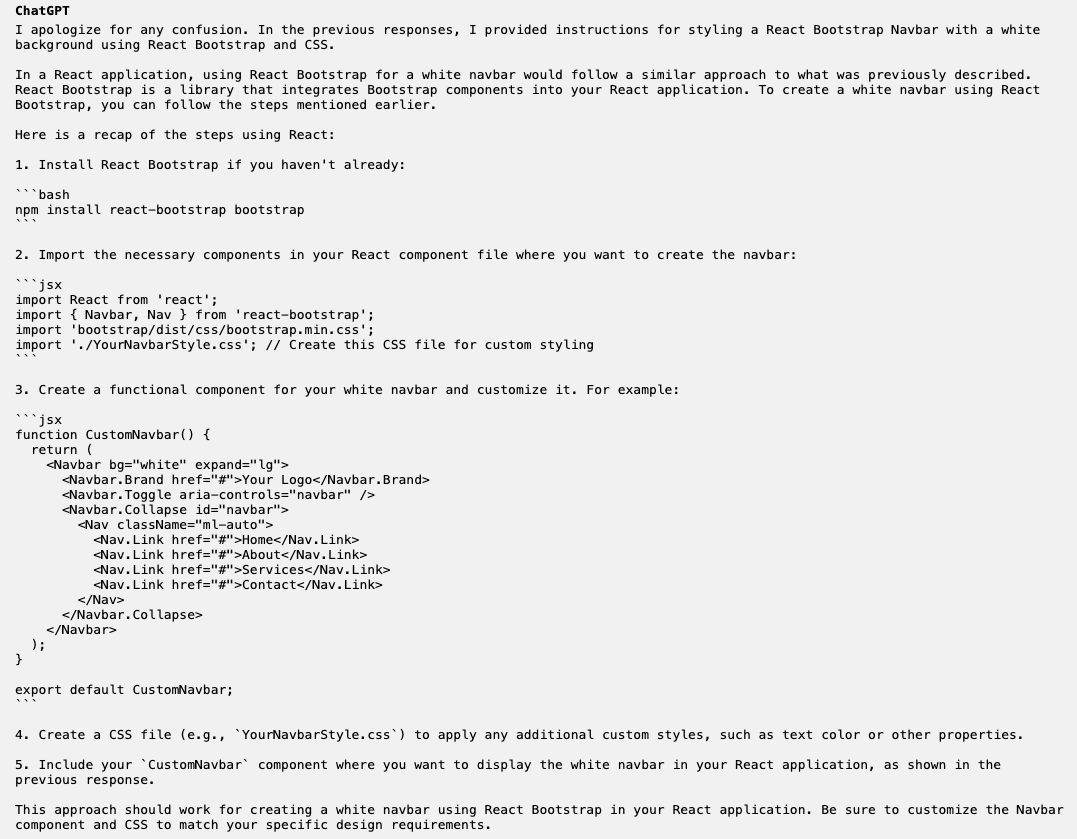 ChatGPT
I apologize for any confusion. In the previous responses, I provided instructions for styling a React Bootstrap Navbar with a white
background using React Bootstrap and CSS.
In a React application, using React Bootstrap for a white navbar would follow a similar approach to what was previously described.
React Bootstrap is a library that integrates Bootstrap components into your React application. To create a white navbar using React
Bootstrap, you can follow the steps mentioned earlier.
Here is a recap of the steps using React:
1. Install React Bootstrap if you haven't already:
```bash
npm install react-bootstrap bootstrap
```
2. Import the necessary components in your React component file where you want to create the navbar:
```jsx
import React from 'react';
import { Navbar, Nav } from 'react-bootstrap';
import 'bootstrap/dist/css/bootstrap.min.css';
import './YourNavbarStyle.css'; // Create this CSS file for custom styling
```
3. Create a functional component for your white navbar and customize it. For example:
```jsx
function CustomNavbar() {
  return (
    <Navbar bg="white" expand="lg">
      <Navbar.Brand href="#">Your Logo</Navbar.Brand>
      <Navbar.Toggle aria-controls="navbar" />
      <Navbar.Collapse id="navbar">
        <Nav className="ml-auto">
          <Nav.Link href="#">Home</Nav.Link>
          <Nav.Link href="#">About</Nav.Link>
          <Nav.Link href="#">Services</Nav.Link>
          <Nav.Link href="#">Contact</Nav.Link>
        </Nav>
      </Navbar.Collapse>
    </Navbar>
  );
}
export default CustomNavbar;
```
4. Create a CSS file (e.g., `YourNavbarStyle.css`) to apply any additional custom styles, such as text color or other properties.
5. Include your `CustomNavbar` component where you want to display the white navbar in your React application, as shown in the
previous response.
This approach should work for creating a white navbar using React Bootstrap in your React application. Be sure to customize the Navbar
component and CSS to match your specific design requirements.